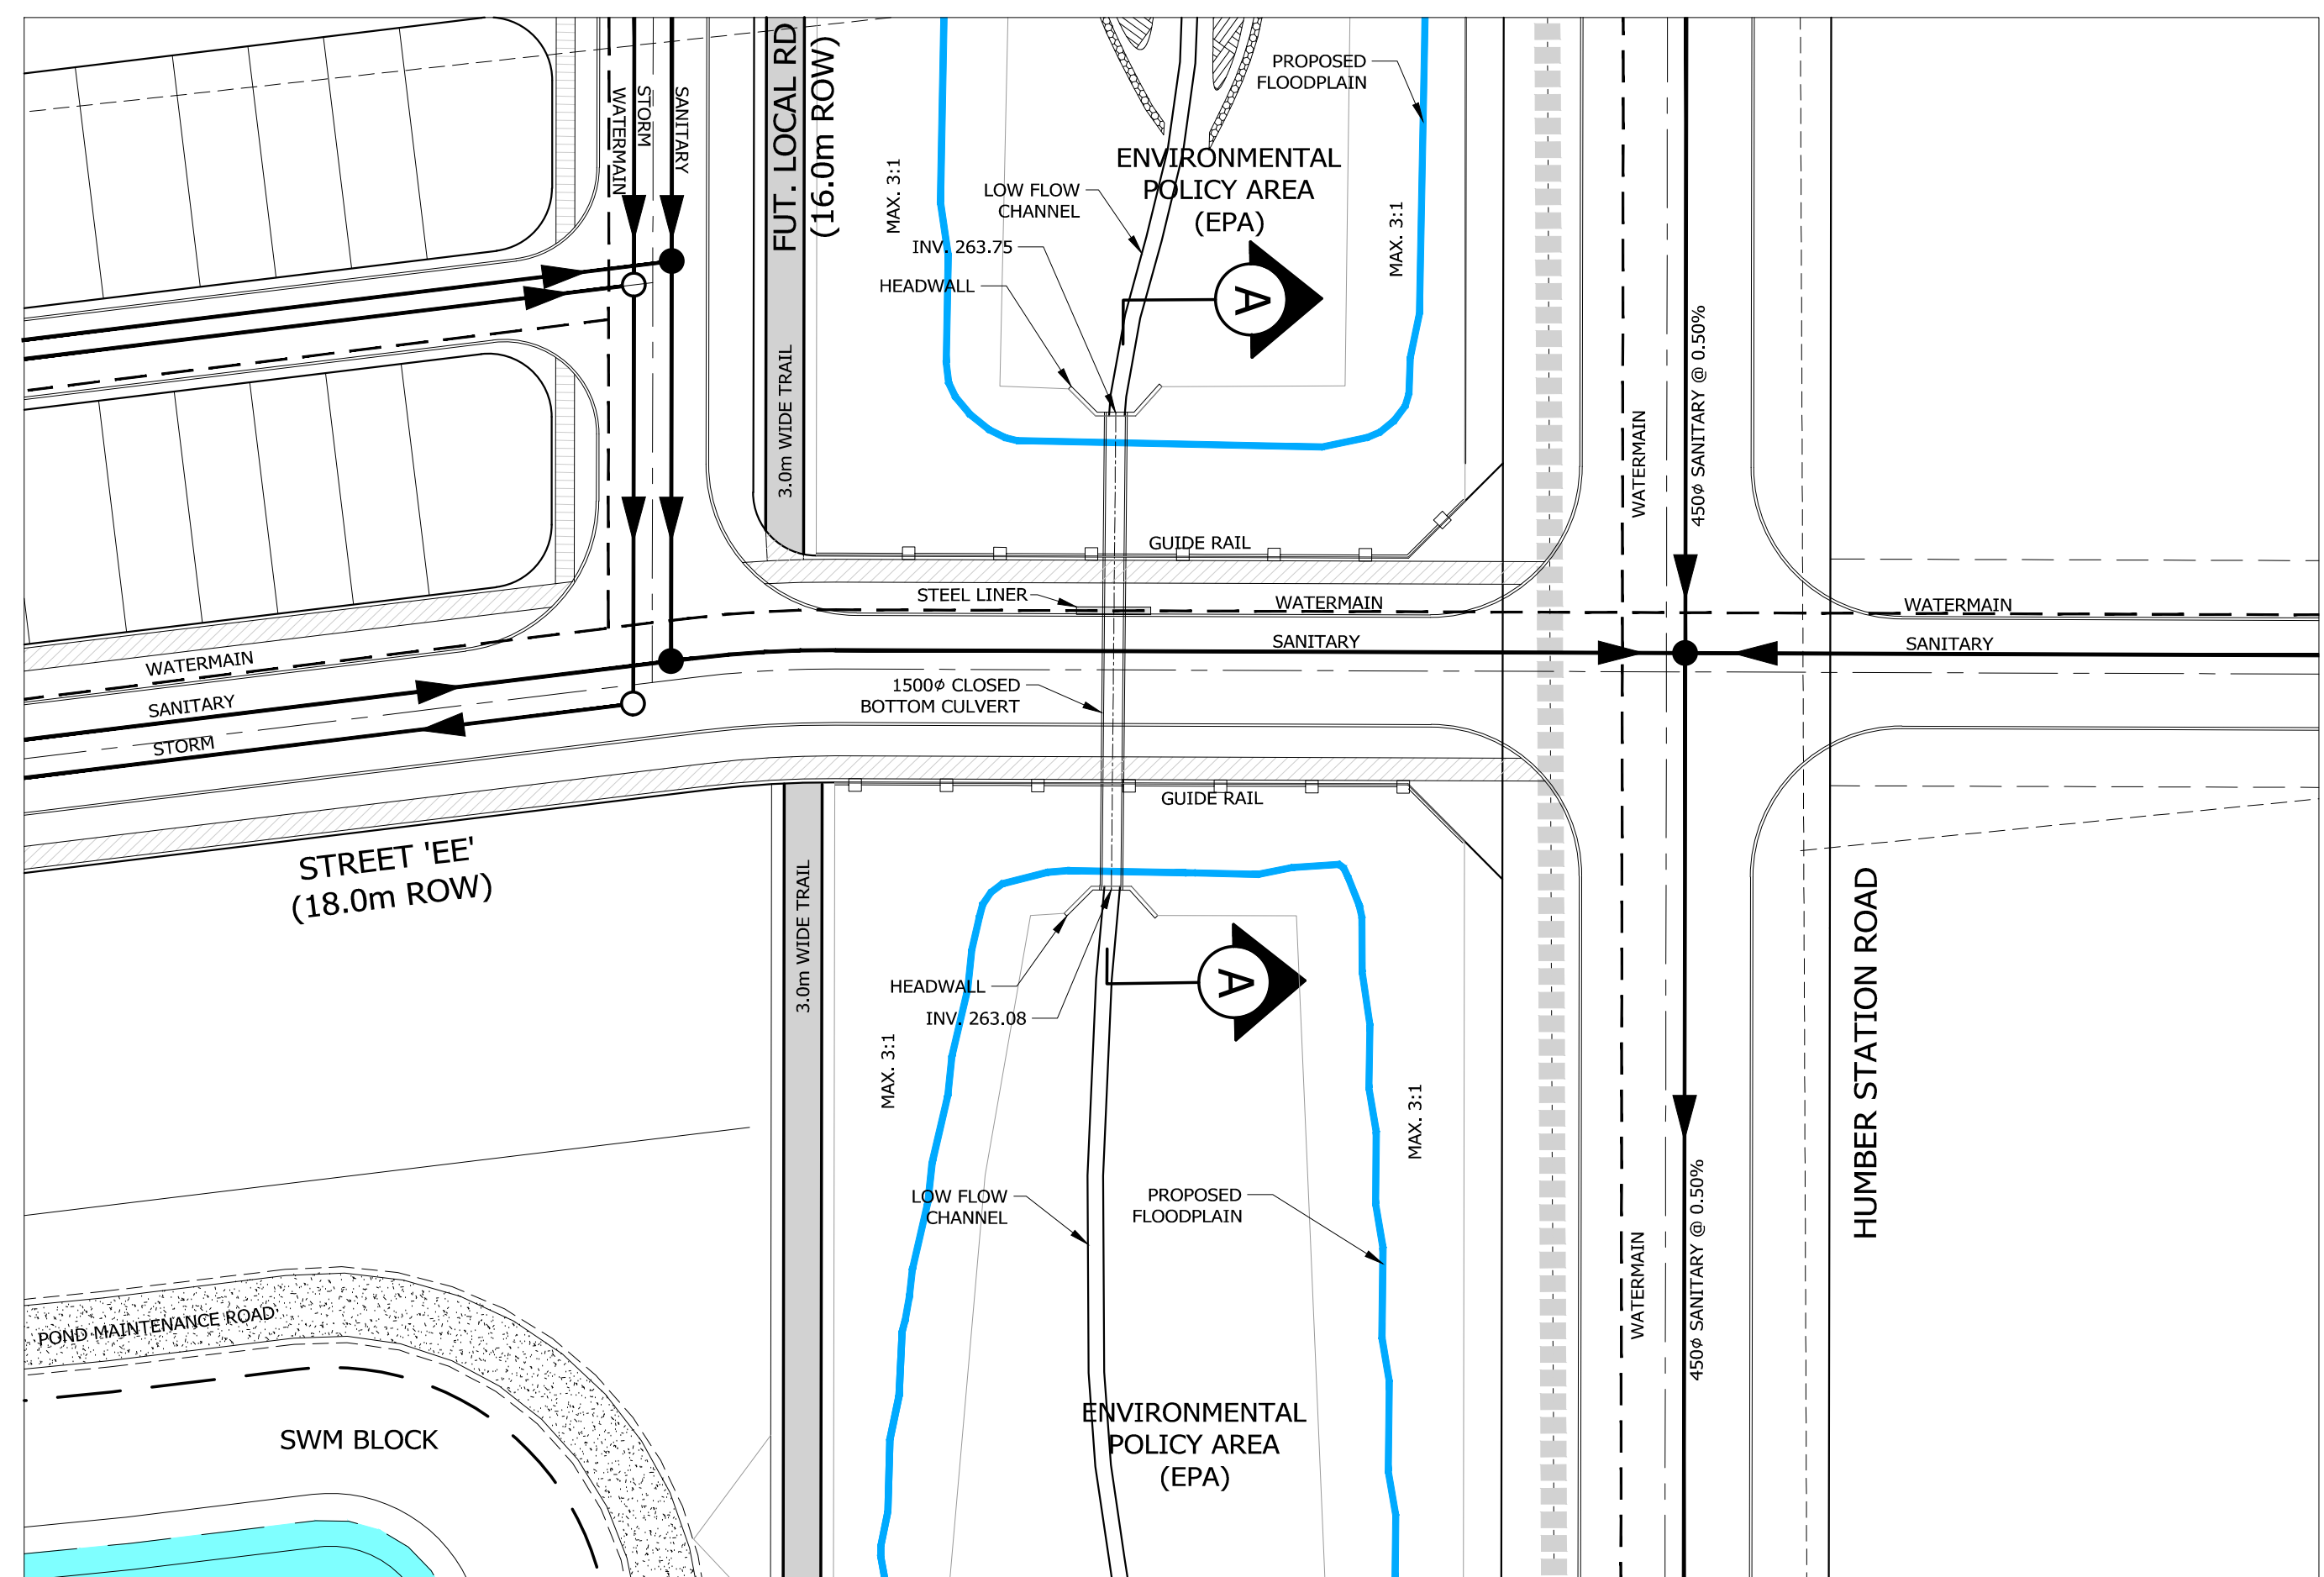 WATERMAIN
STORM
SANITARY
FUT. LOCAL RD
(16.0m ROW)
3.0m WIDE TRAIL
MAX. 3:1
PROPOSED
FLOODPLAIN
ENVIRONMENTAL
POLICY AREA
(EPA)
LOW FLOW
CHANNEL
INV. 263.75
HEADWALL
A
MAX. 3:1
WATERMAIN
450φ SANITARY @ 0.50%
GUIDE RAIL
STEEL LINER
WATERMAIN
WATERMAIN
SANITARY
SANITARY
WATERMAIN
SANITARY
STORM
1500φ CLOSED
BOTTOM CULVERT
GUIDE RAIL
STREET 'EE'
(18.0m ROW)
3.0m WIDE TRAIL
HEADWALL
INV. 263.08
A
MAX. 3:1
MAX. 3:1
HUMBER STATION ROAD
LOW FLOW
CHANNEL
PROPOSED
FLOODPLAIN
WATERMAIN
450φ SANITARY @ 0.50%
POND MAINTENANCE ROAD
SWM BLOCK
ENVIRONMENTAL
POLICY AREA
(EPA)